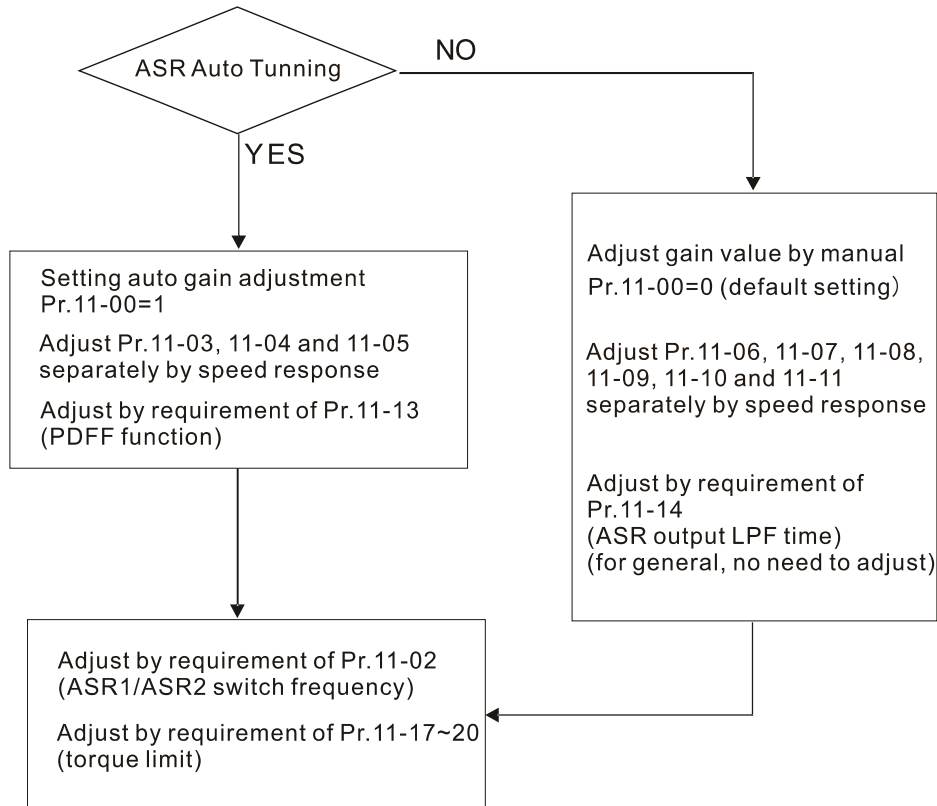 ASR Auto Tunning
NO
YES
Setting auto gain adjustment
Pr.11-00=1
Adjust Pr.11-03, 11-04 and 11-05
separately by speed response
Adjust by requirement of Pr.11-13
(PDFF function)
Adjust gain value by manual
Pr.11-00=0 (default setting)
Adjust Pr.11-06, 11-07, 11-08,
11-09, 11-10 and 11-11
separately by speed response
Adjust by requirement of
Pr.11-14
(ASR output LPF time)
(for general, no need to adjust)
Adjust by requirement of Pr.11-02
(ASR1/ASR2 switch frequency)
Adjust by requirement of Pr.11-17~20
(torque limit)